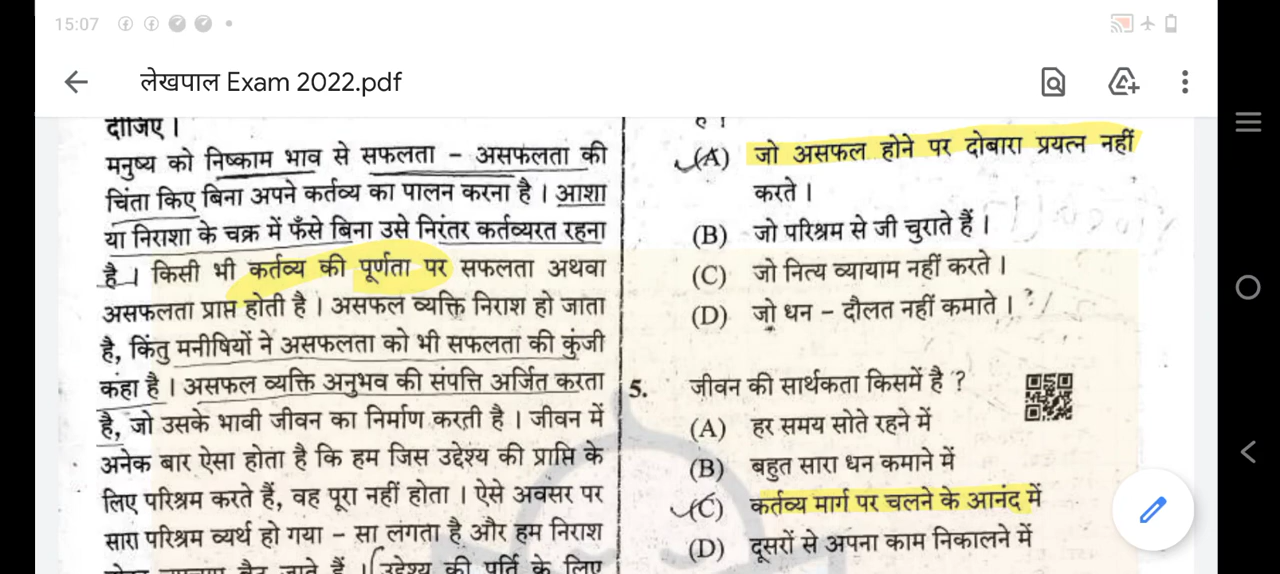 15:07
लेखपाल Exam 2022.pdf
दीजिए ।
मनुष्य को निष्काम भाव से सफलता – असफलता की
चिंता किए बिना अपने कर्तव्य का पालन करना है । आशा
या निराशा के चक्र में फँसे बिना उसे निरंतर कर्तव्यरत रहना
है । किसी भी कर्तव्य की पूर्णता पर सफलता अथवा
असफलता प्राप्त होती है । असफल व्यक्ति निराश हो जाता
है, किंतु मनीषियों ने असफलता को भी सफलता की कुंजी
कहा है । असफल व्यक्ति अनुभव की संपत्ति अर्जित करता
है, जो उसके भावी जीवन का निर्माण करती है । जीवन में
अनेक बार ऐसा होता है कि हम जिस उद्देश्य की प्राप्ति के
लिए परिश्रम करते हैं, वह पूरा नहीं होता । ऐसे अवसर पर
सारा परिश्रम व्यर्थ हो गया – सा लगता है और हम निराश
जाते हैं । उद्देश्य की पूर्ति के लिए
(A) जो असफल होने पर दोबारा प्रयत्न नहीं
करते ।
(B) जो परिश्रम से जी चुराते हैं ।
(C) जो नित्य व्यायाम नहीं करते ।
(D) जो धन – दौलत नहीं कमाते ।
5. जीवन की सार्थकता किसमें है ?
(A) हर समय सोते रहने में
(B) बहुत सारा धन कमाने में
(C) कर्तव्य मार्ग पर चलने के आनंद में
(D) दूसरों से अपना काम निकालने में